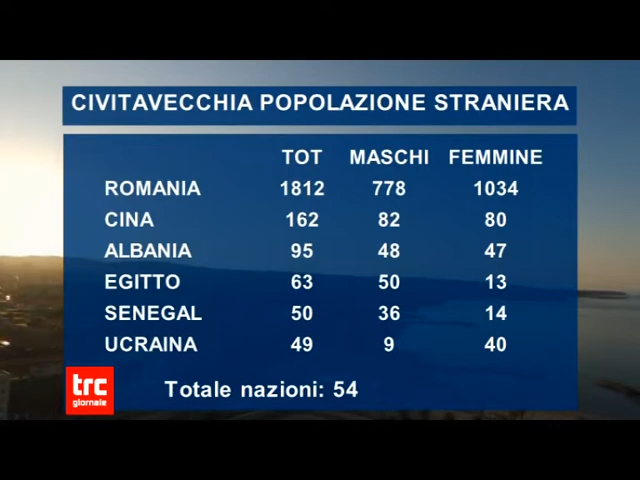 CIVITAVECCHIA POPOLAZIONE STRANIERA
TOT MASCHI FEMMINE
ROMANIA 1812 778 1034
CINA 162 82 80
ALBANIA 95 48 47
EGITTO 63 50 13
SENEGAL 50 36 14
UCRAINA 49 9 40
trc
giornale
Totale nazioni: 54